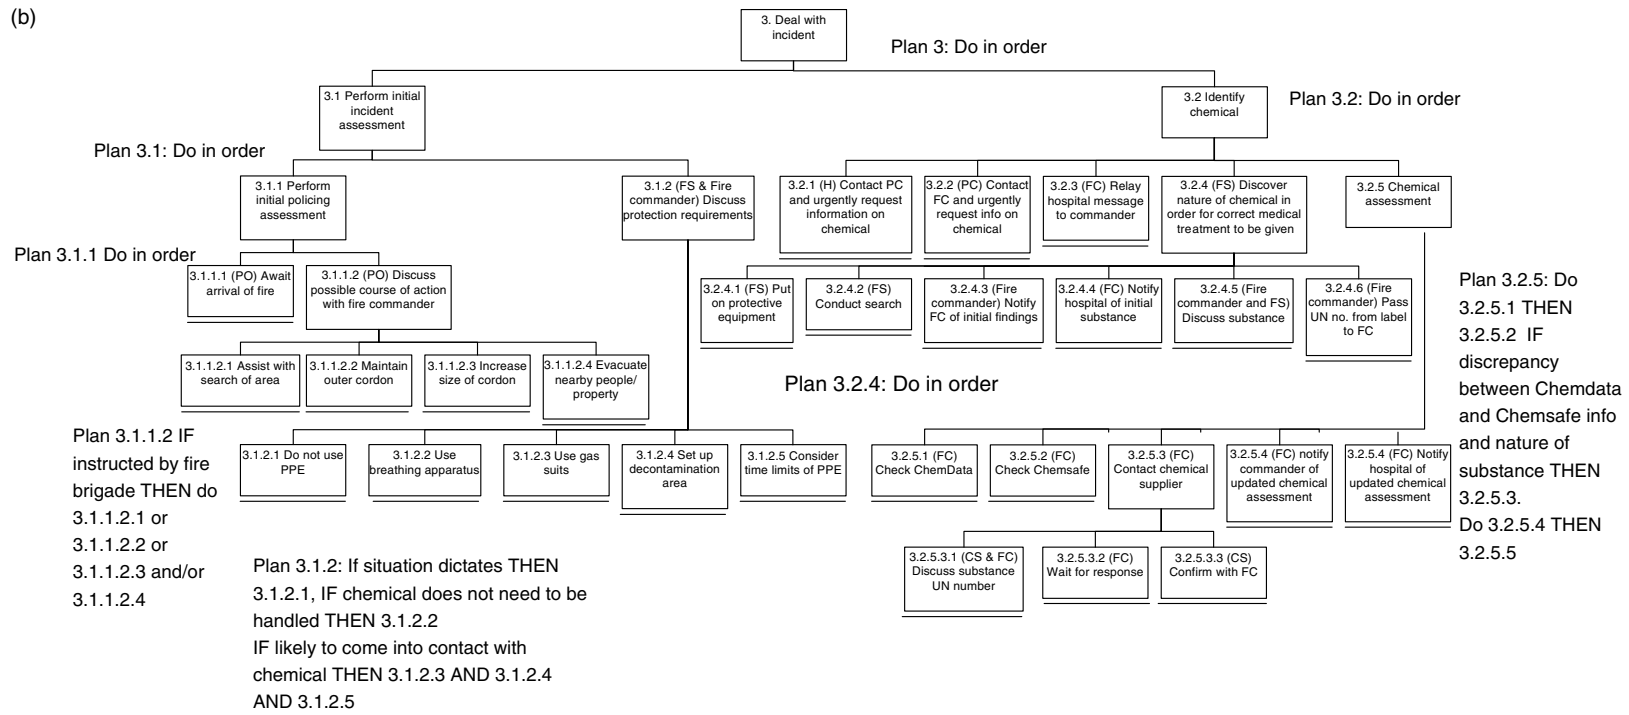 (b)
3. Deal with
incident
Plan 3: Do in order
3.1 Perform initial
incident
assessment
3.2 Identify
chemical
Plan 3.2: Do in order
Plan 3.1: Do in order
3.1.1 Perform
initial policing
assessment
3.1.2 (FS & Fire
commander) Discuss
protection requirements
3.2.1 (H) Contact PC
and urgently request
information on
chemical
3.2.2 (PC) Contact
FC and urgently
request info on
chemical
3.2.3 (FC) Relay
hospital message
to commander
3.2.4 (FS) Discover
nature of chemical in
order for correct medical
treatment to be given
3.2.5 Chemical
assessment
Plan 3.1.1 Do in order
3.1.1.1 (PO) Await
arrival of fire
3.1.1.2 (PO) Discuss
possible course of action
with fire commander
3.2.4.1 (FS) Put
on protective
equipment
3.2.4.2 (FS)
Conduct search
3.2.4.3 (Fire
commander) Notify
FC of initial findings
3.2.4.4 (FC) Notify
hospital of initial
substance
3.2.4.5 (Fire
commander and FS)
Discuss substance
3.2.4.6 (Fire
commander) Pass
UN no. from label
to FC
Plan 3.2.5: Do
3.2.5.1 THEN
3.2.5.2 IF
discrepancy
between Chemdata
and Chemsafe info
and nature of
substance THEN
3.2.5.3.
Do 3.2.5.4 THEN
3.2.5.5
3.1.1.2.1 Assist with
search of area
3.1.1.2.2 Maintain
outer cordon
3.1.1.2.3 Increase
size of cordon
3.1.1.2.4 Evacuate
nearby people/
property
Plan 3.2.4: Do in order
Plan 3.1.1.2 IF
instructed by fire
brigade THEN do
3.1.1.2.1 or
3.1.1.2.2 or
3.1.1.2.3 and/or
3.1.1.2.4
3.1.2.1 Do not use
PPE
3.1.2.2 Use
breathing apparatus
3.1.2.3 Use gas
suits
3.1.2.4 Set up
decontamination
area
3.1.2.5 Consider
time limits of PPE
3.2.5.1 (FC)
Check ChemData
3.2.5.2 (FC)
Check Chemsafe
3.2.5.3 (FC)
Contact chemical
supplier
3.2.5.4 (FC) notify
commander of
updated chemical
assessment
3.2.5.4 (FC) Notify
hospital of
updated chemical
assessment
3.2.5.3.1 (CS & FC)
Discuss substance
UN number
3.2.5.3.2 (FC)
Wait for response
3.2.5.3.3 (CS)
Confirm with FC
Plan 3.1.2: If situation dictates THEN
3.1.2.1, IF chemical does not need to be
handled THEN 3.1.2.2
IF likely to come into contact with
chemical THEN 3.1.2.3 AND 3.1.2.4
AND 3.1.2.5